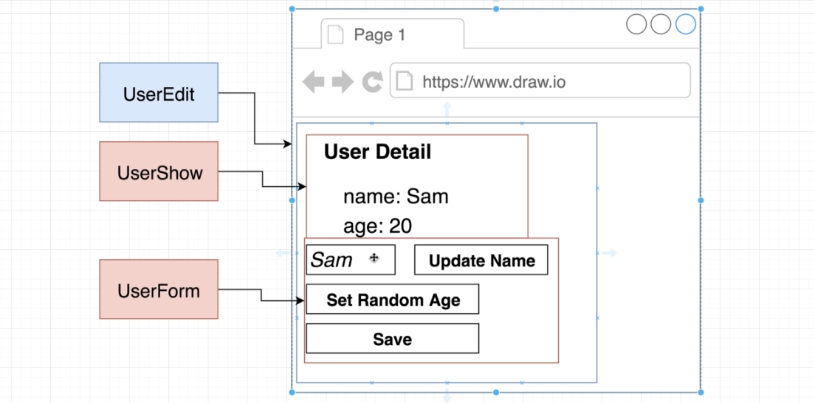 Page 1
https://www.draw.io
UserEdit
User Detail
UserShow
name: Sam
age: 20
Sam
Update Name
UserForm
Set Random Age
Save